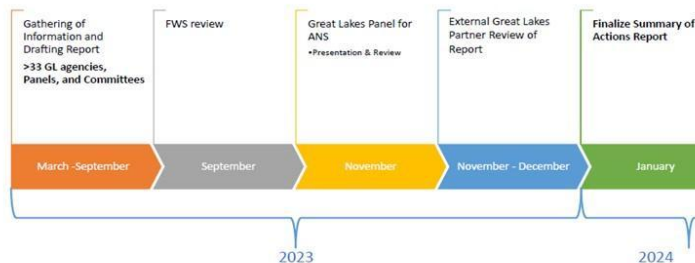 Gathering of
Information and
Drafting Report
>33 GL agencies,
Panels, and Committees
FWS review
Great Lakes Panel for
ANS
•Presentation & Review
External Great Lakes
Partner Review of
Report
Finalize Summary of
Actions Report
March -September
September
November
November - December
January
2023
2024